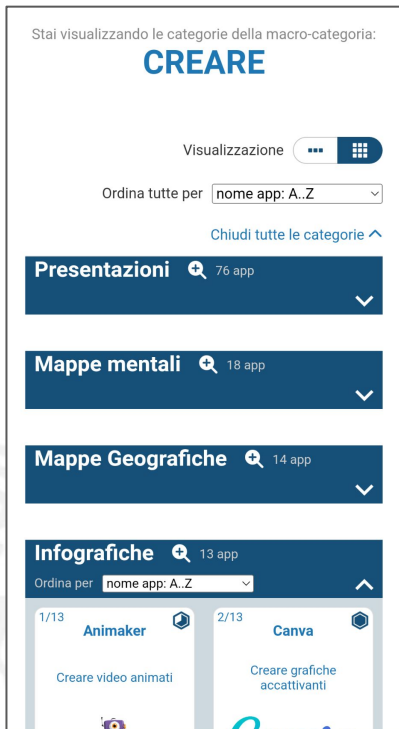 Stai visualizzando le categorie della macro-categoria:
CREARE
Visualizzazione
Ordina tutte per nome app: A..Z
Chiudi tutte le categorie
Presentazioni 76 app
Mappe mentali 18 app
Mappe Geografiche 14 app
Infografiche 13 app
Ordina per nome app: A..Z
1/13 2/13
Animaker Canva
Creare video animati Creare grafiche
accattivanti